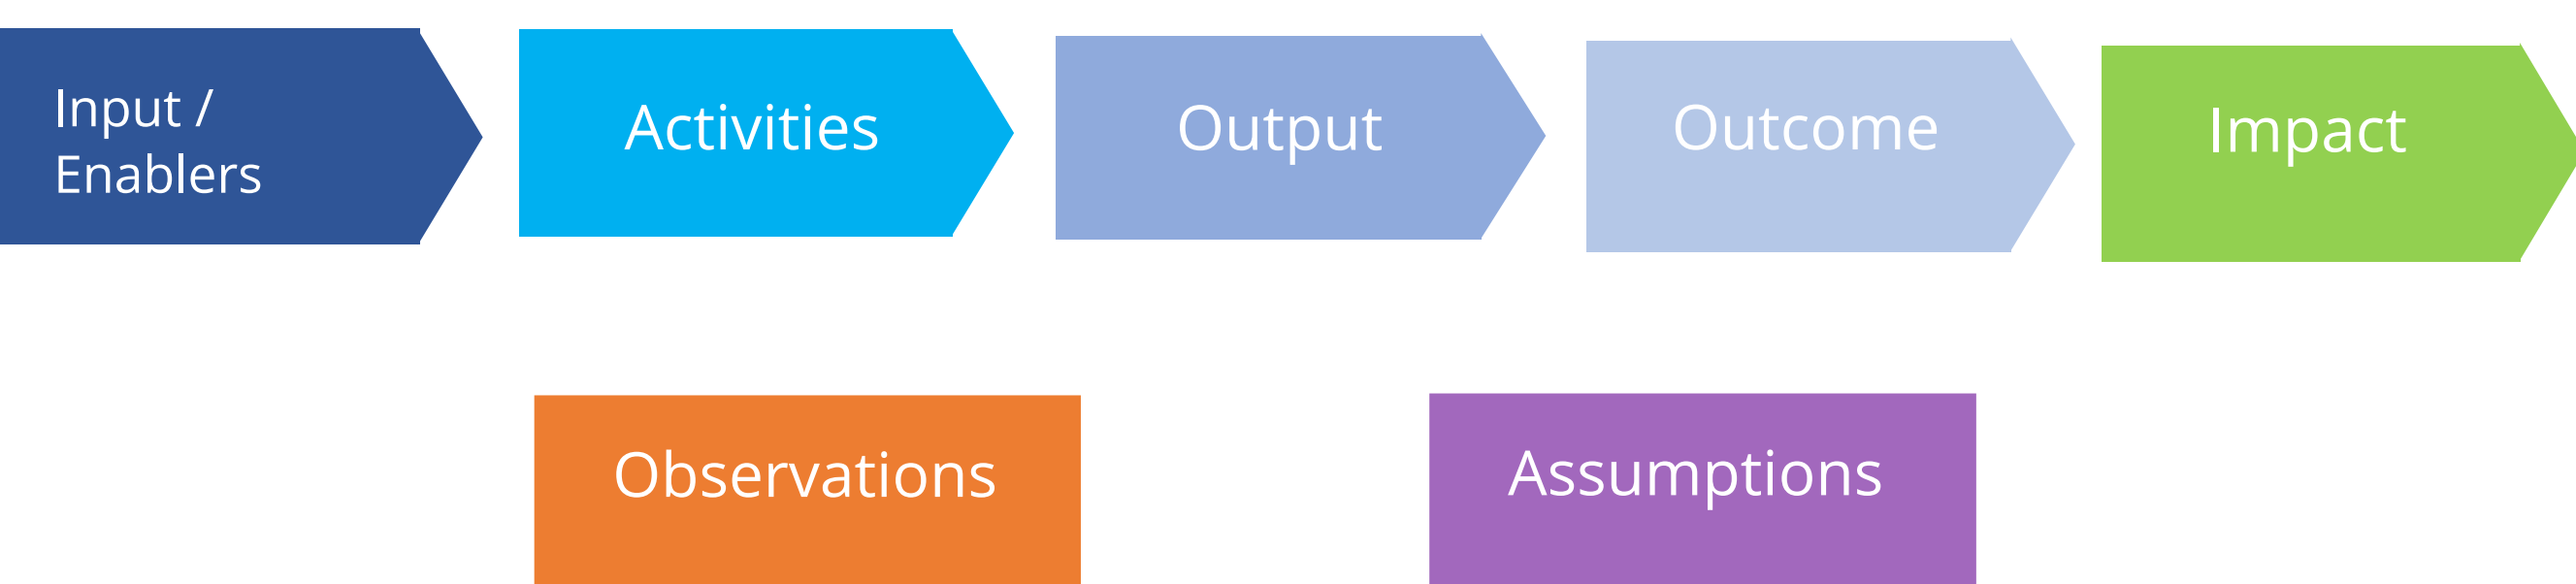 Input /
Enablers
Activities
Output
Outcome
Impact
Observations
Assumptions